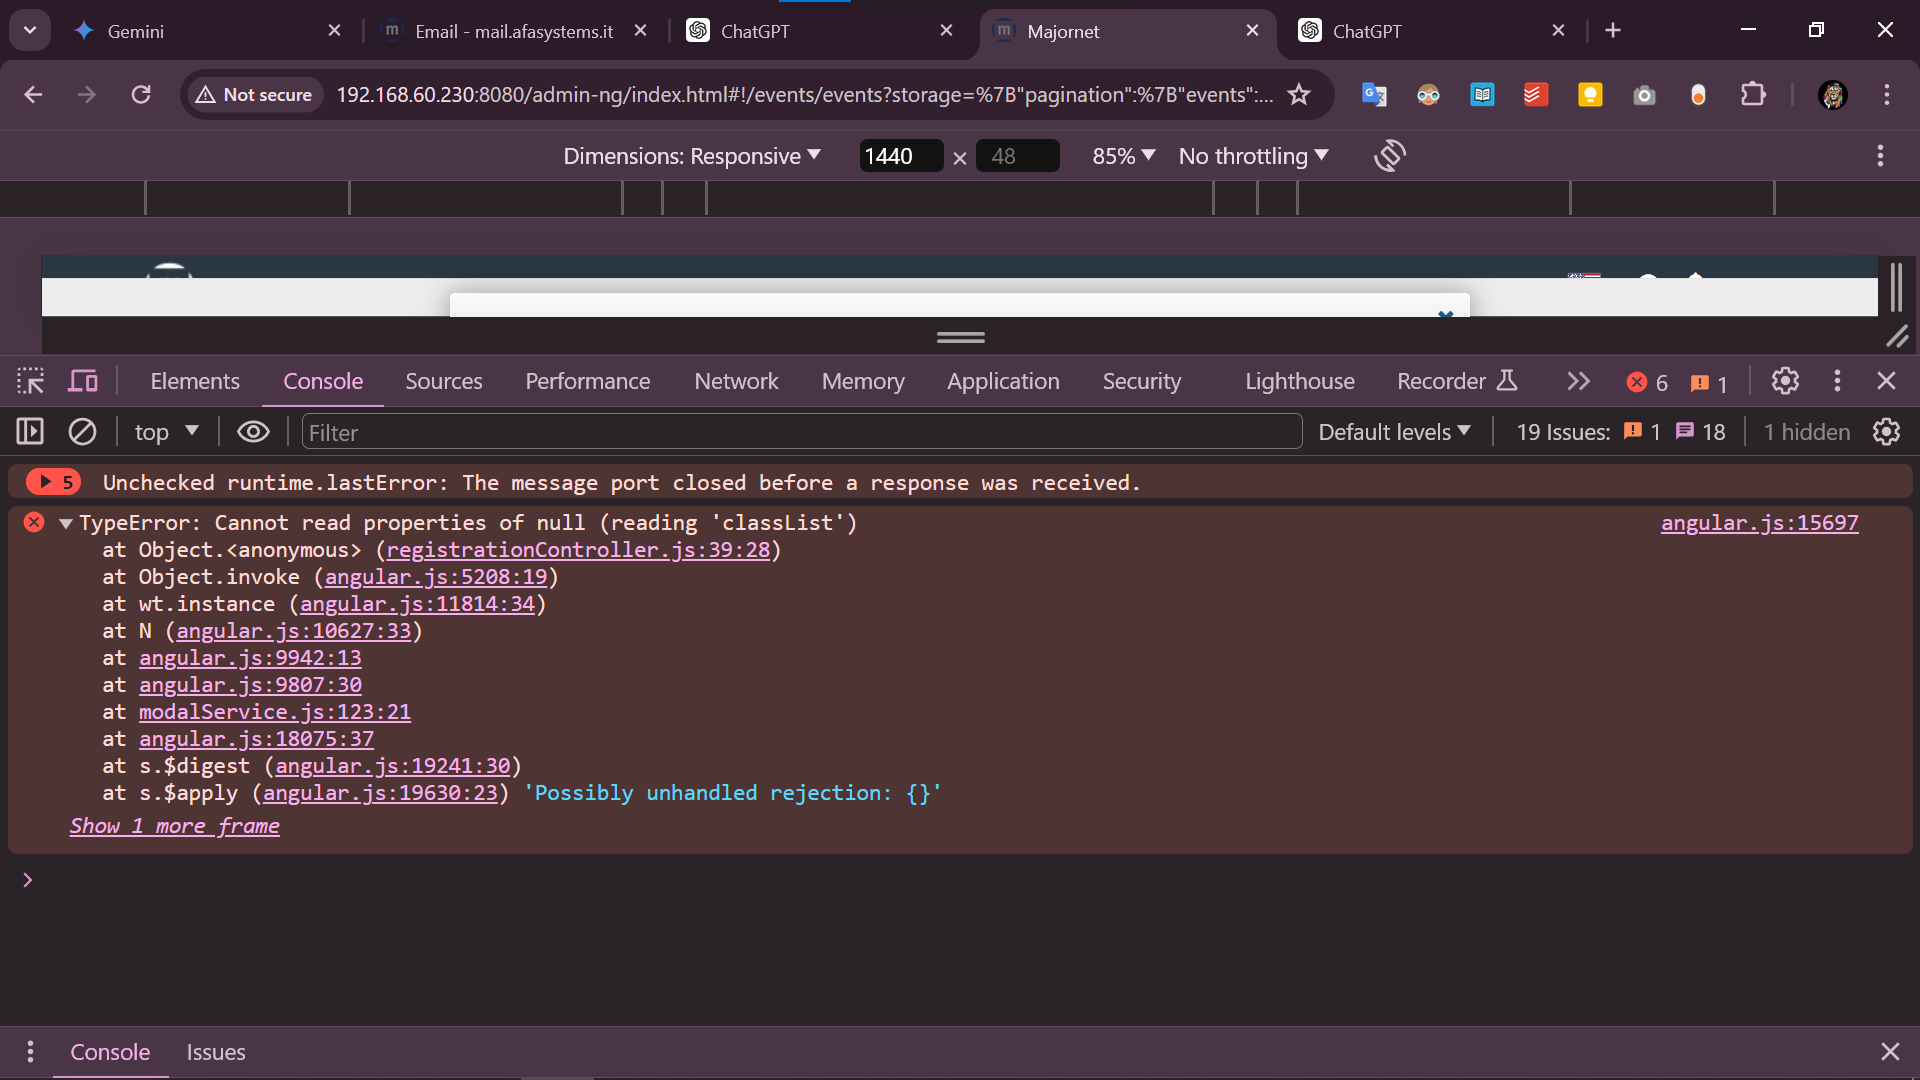 Gemini
Email - mail.afasystems.it
ChatGPT
Majornet
ChatGPT
Not secure
192.168.60.230:8080/admin-ng/index.html#!/events/events?storage=%7B"pagination":%7B"events":...
Dimensions: Responsive
1440 × 48
85%
No throttling
Elements
Console
Sources
Performance
Network
Memory
Application
Security
Lighthouse
Recorder
6
1
top
Filter
Default levels
19 Issues: 1 18
1 hidden
5 Unchecked runtime.lastError: The message port closed before a response was received.
TypeError: Cannot read properties of null (reading 'classList') angular.js:15697
at Object.<anonymous> (registrationController.js:39:28)
at Object.invoke (angular.js:5208:19)
at wt.instance (angular.js:11814:34)
at N (angular.js:10627:33)
at angular.js:9942:13
at angular.js:9807:30
at modalService.js:123:21
at angular.js:18075:37
at s.$digest (angular.js:19241:30)
at s.$apply (angular.js:19630:23) 'Possibly unhandled rejection: {}'
Show 1 more frame
Console
Issues